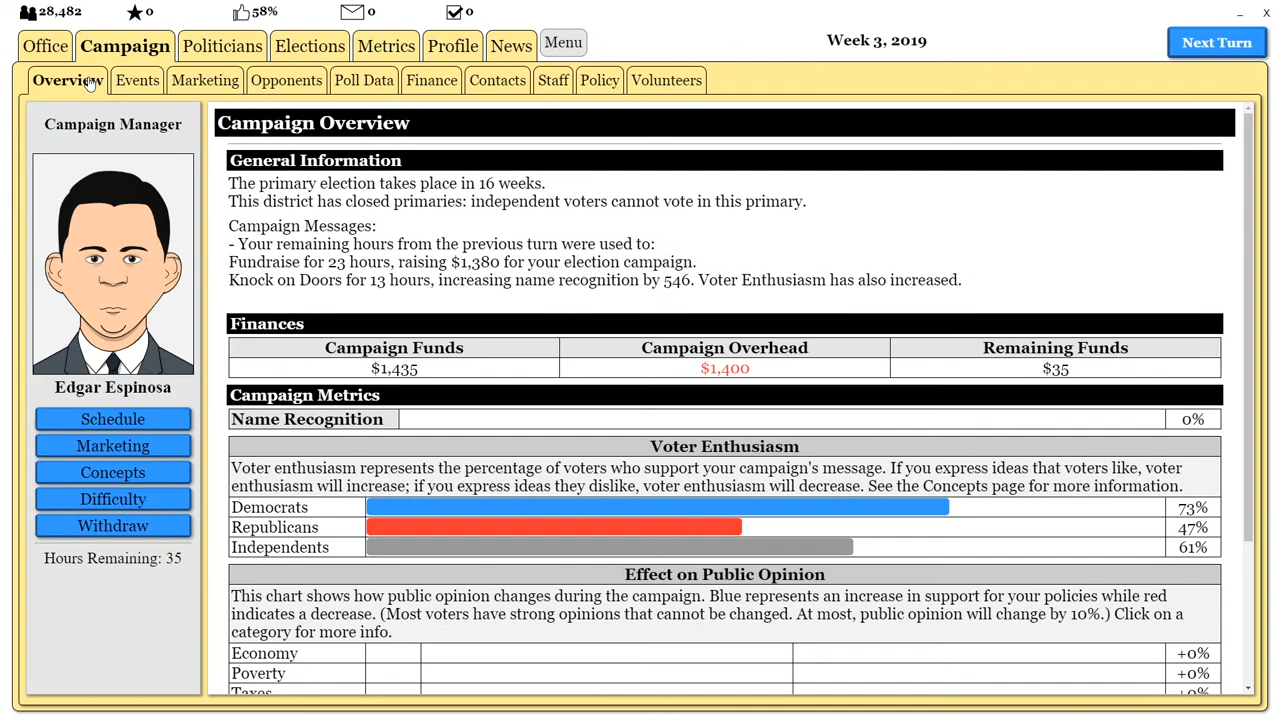 28,482 0 58% 0 0 _ X
Office Campaign Politicians Elections Metrics Profile News Menu Week 3, 2019 Next Turn
Overview Events Marketing Opponents Poll Data Finance Contacts Staff Policy Volunteers
Campaign Manager
Edgar Espinosa
Schedule
Marketing
Concepts
Difficulty
Withdraw
Hours Remaining: 35
Campaign Overview
General Information
The primary election takes place in 16 weeks.
This district has closed primaries: independent voters cannot vote in this primary.
Campaign Messages:
- Your remaining hours from the previous turn were used to:
Fundraise for 23 hours, raising $1,380 for your election campaign.
Knock on Doors for 13 hours, increasing name recognition by 546. Voter Enthusiasm has also increased.
Finances
Campaign Funds Campaign Overhead Remaining Funds
$1,435 $1,400 $35
Campaign Metrics
Name Recognition 0%
Voter Enthusiasm
Voter enthusiasm represents the percentage of voters who support your campaign's message. If you express ideas that voters like, voter
enthusiasm will increase; if you express ideas they dislike, voter enthusiasm will decrease. See the Concepts page for more information.
Democrats 73%
Republicans 47%
Independents 61%
Effect on Public Opinion
This chart shows how public opinion changes during the campaign. Blue represents an increase in support for your policies while red
indicates a decrease. (Most voters have strong opinions that cannot be changed. At most, public opinion will change by 10%.) Click on a
category for more info.
Economy +0%
Poverty +0%
Taxes +0%